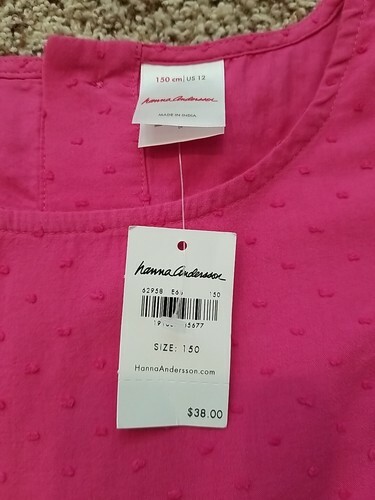 150 cm | US 12
hanna andersson
MADE IN INDIA
hanna andersson
62958 150
SIZE: 150
HannaAndersson.com
$38.00